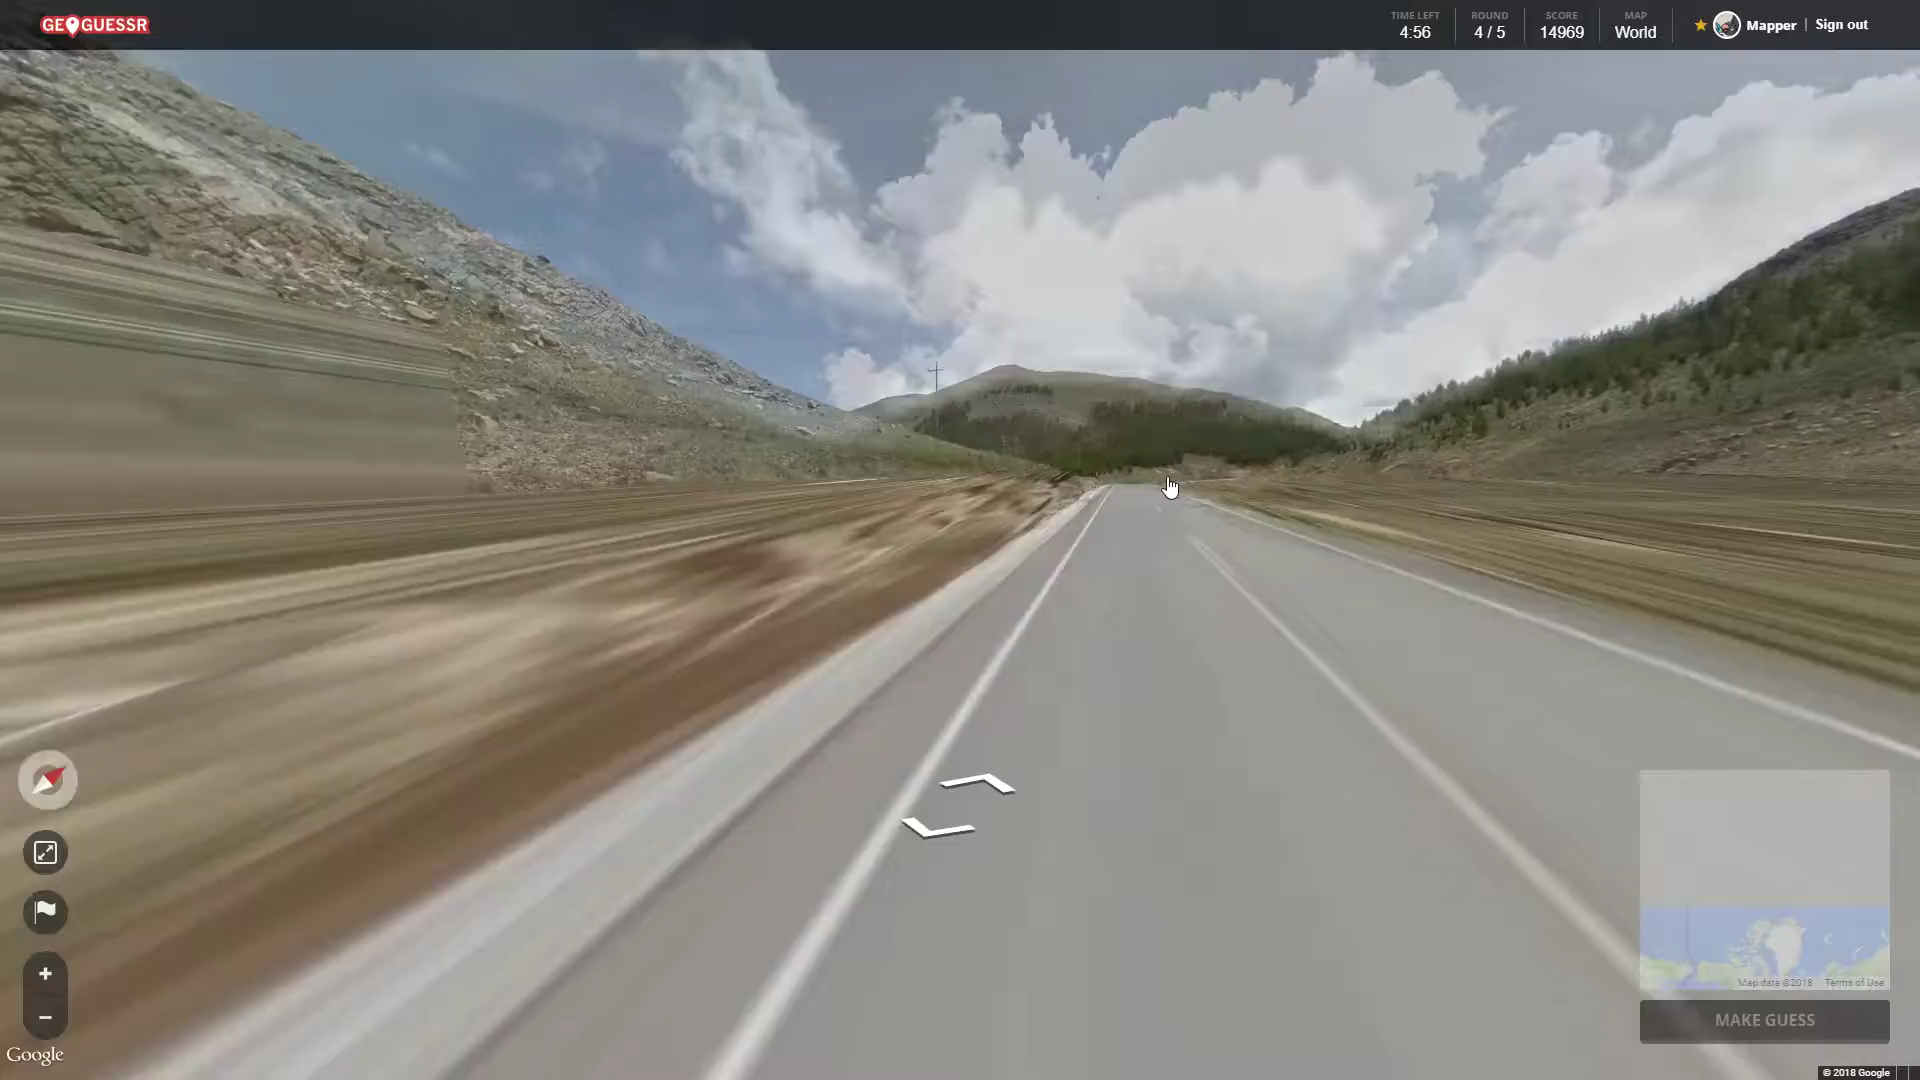 GEOGUESSR
TIME LEFT
4:56
ROUND
4 / 5
SCORE
14969
MAP
World
Mapper | Sign out
Map data ©2018 Terms of Use
MAKE GUESS
Google
© 2018 Google